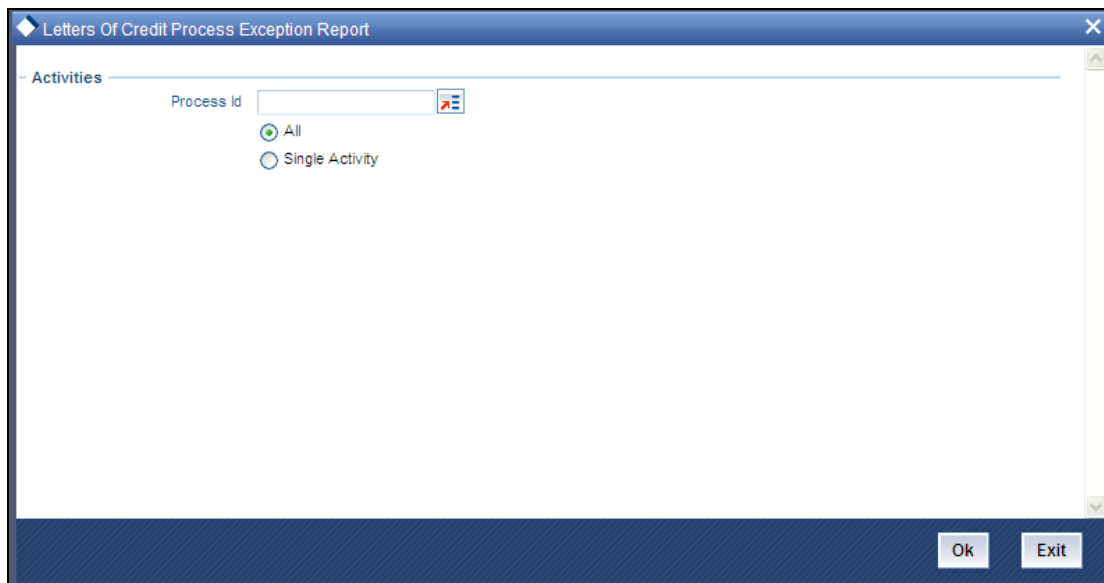 Letters Of Credit Process Exception Report
Activities
Process Id
All
Single Activity
Ok Exit